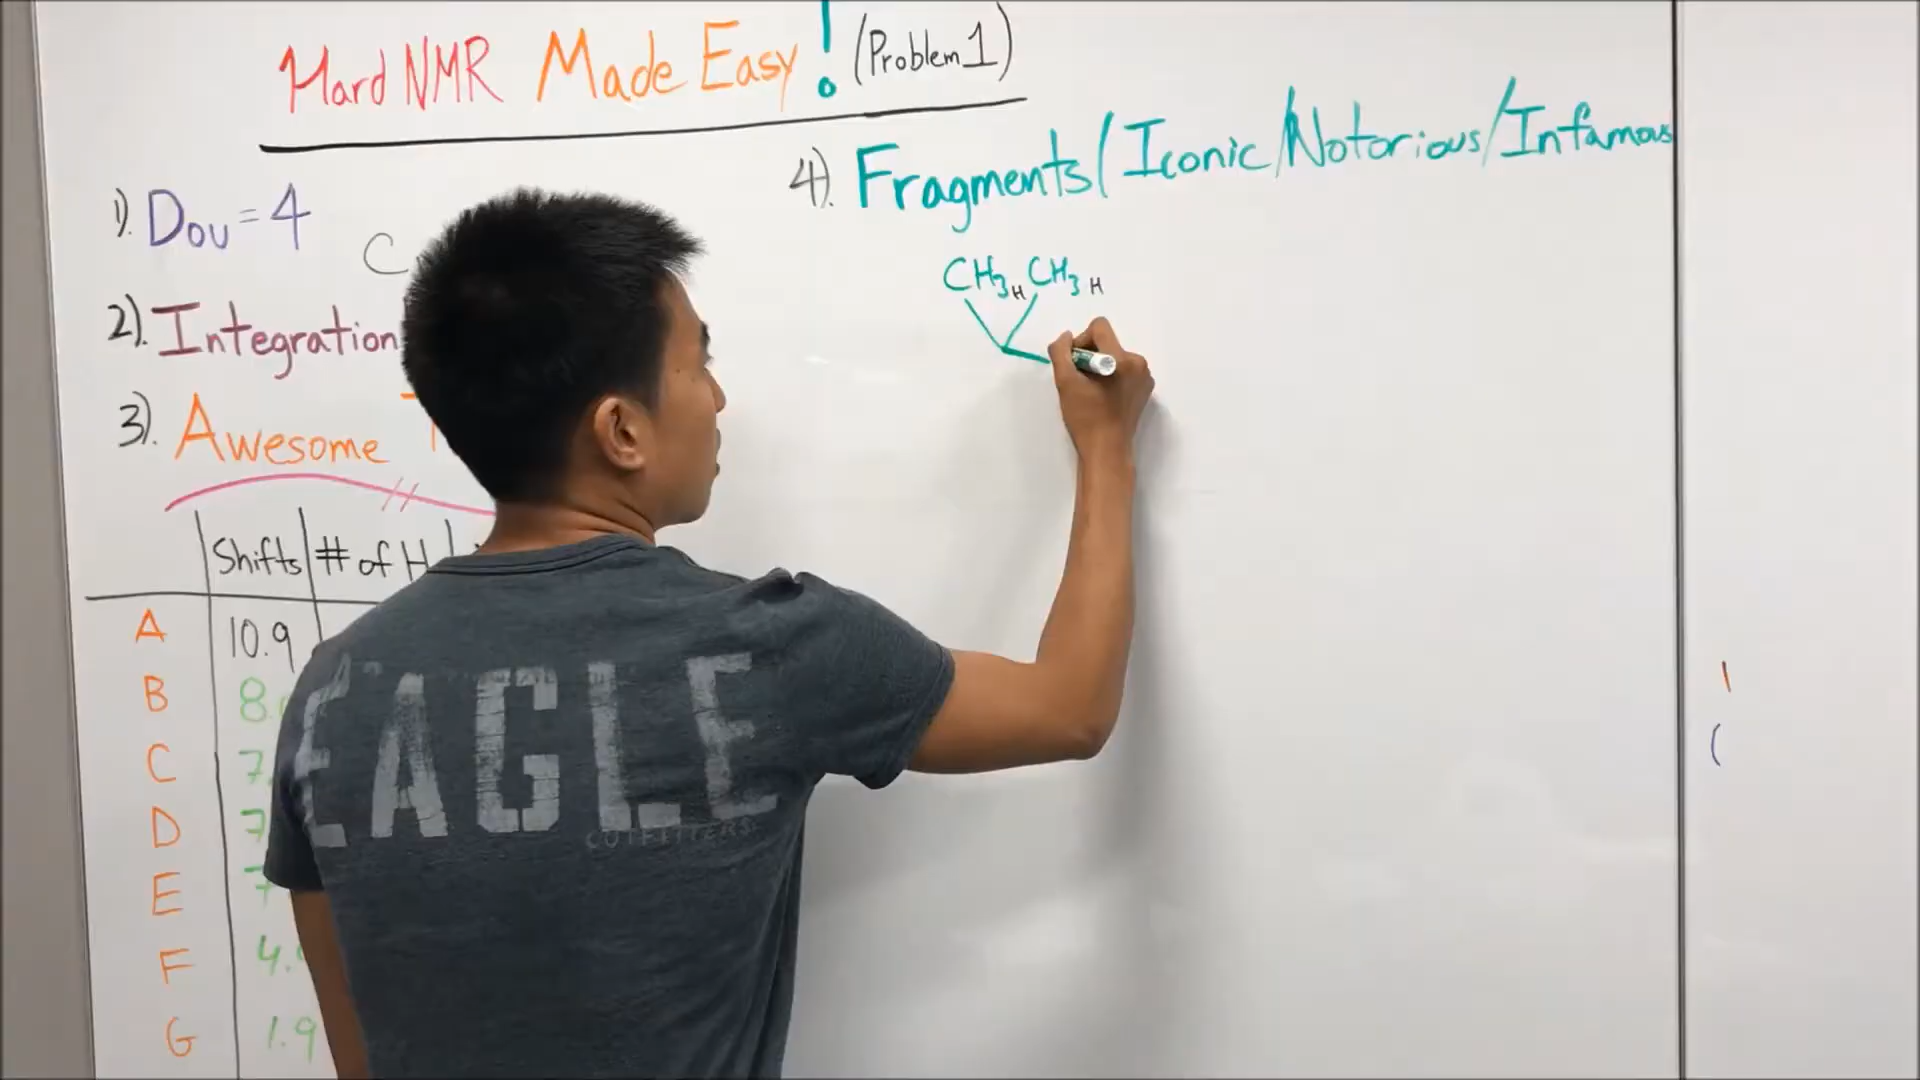 Hard NMR Made Easy! (Problem 1)
1). Dou = 4
C
2). Integration
3). Awesome T
4). Fragments/Iconic/Notorious/Infamous
CH3 H CH3 H
Shifts # of H
A 10.9
B 8.
C 7.
D 7
E 7
F 4.
G 1.9
EAGLE
OUTFITTERS